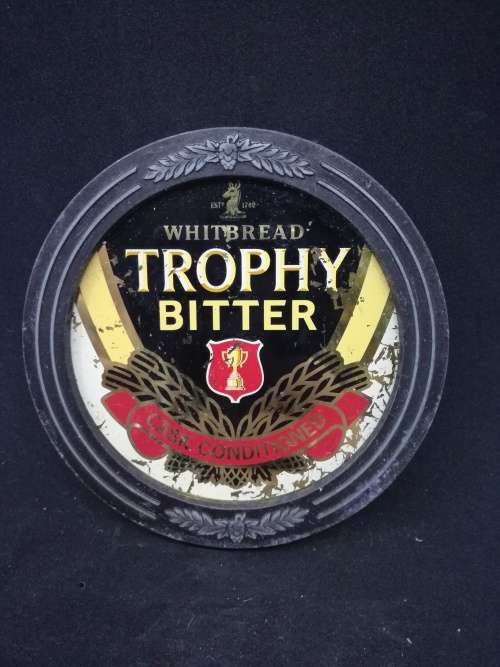 ESTD 1742
WHITBREAD
TROPHY
BITTER
CASK CONDITIONED